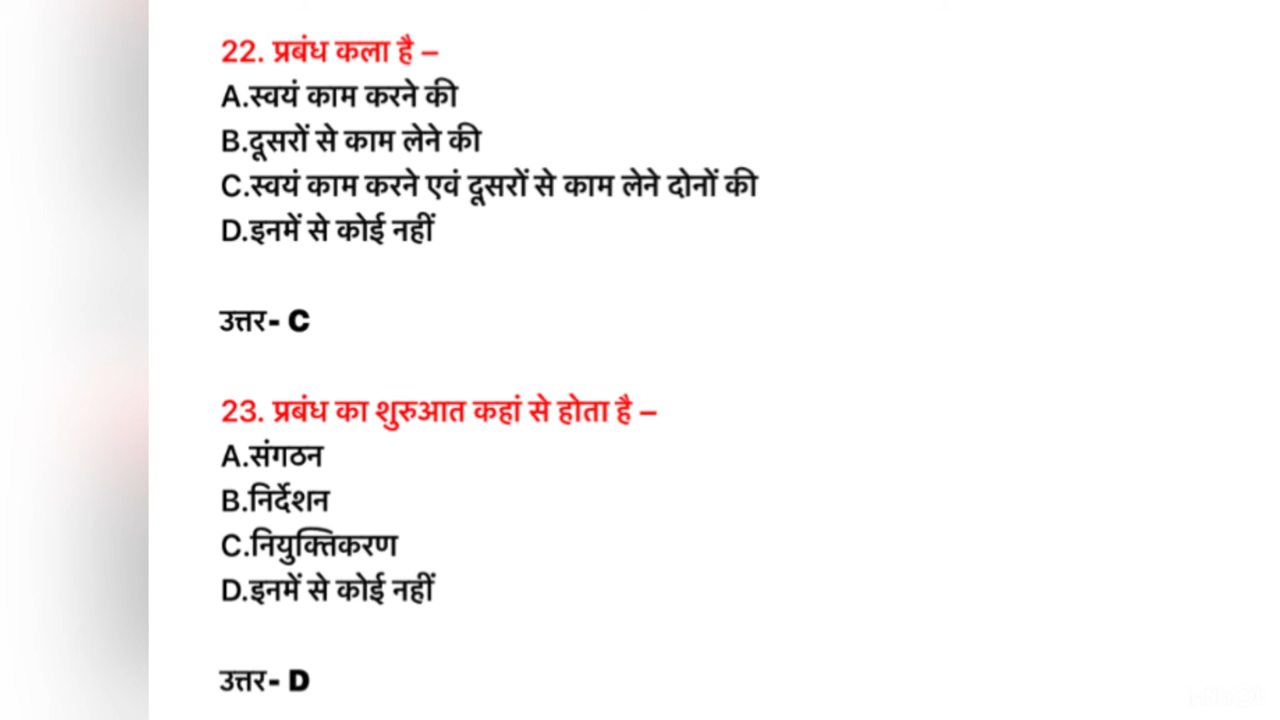 22. प्रबंध कला है –
A.स्वयं काम करने की
B.दूसरों से काम लेने की
C.स्वयं काम करने एवं दूसरों से काम लेने दोनों की
D.इनमें से कोई नहीं
उत्तर- C
23. प्रबंध का शुरुआत कहां से होता है –
A.संगठन
B.निर्देशन
C.नियुक्तिकरण
D.इनमें से कोई नहीं
उत्तर- D